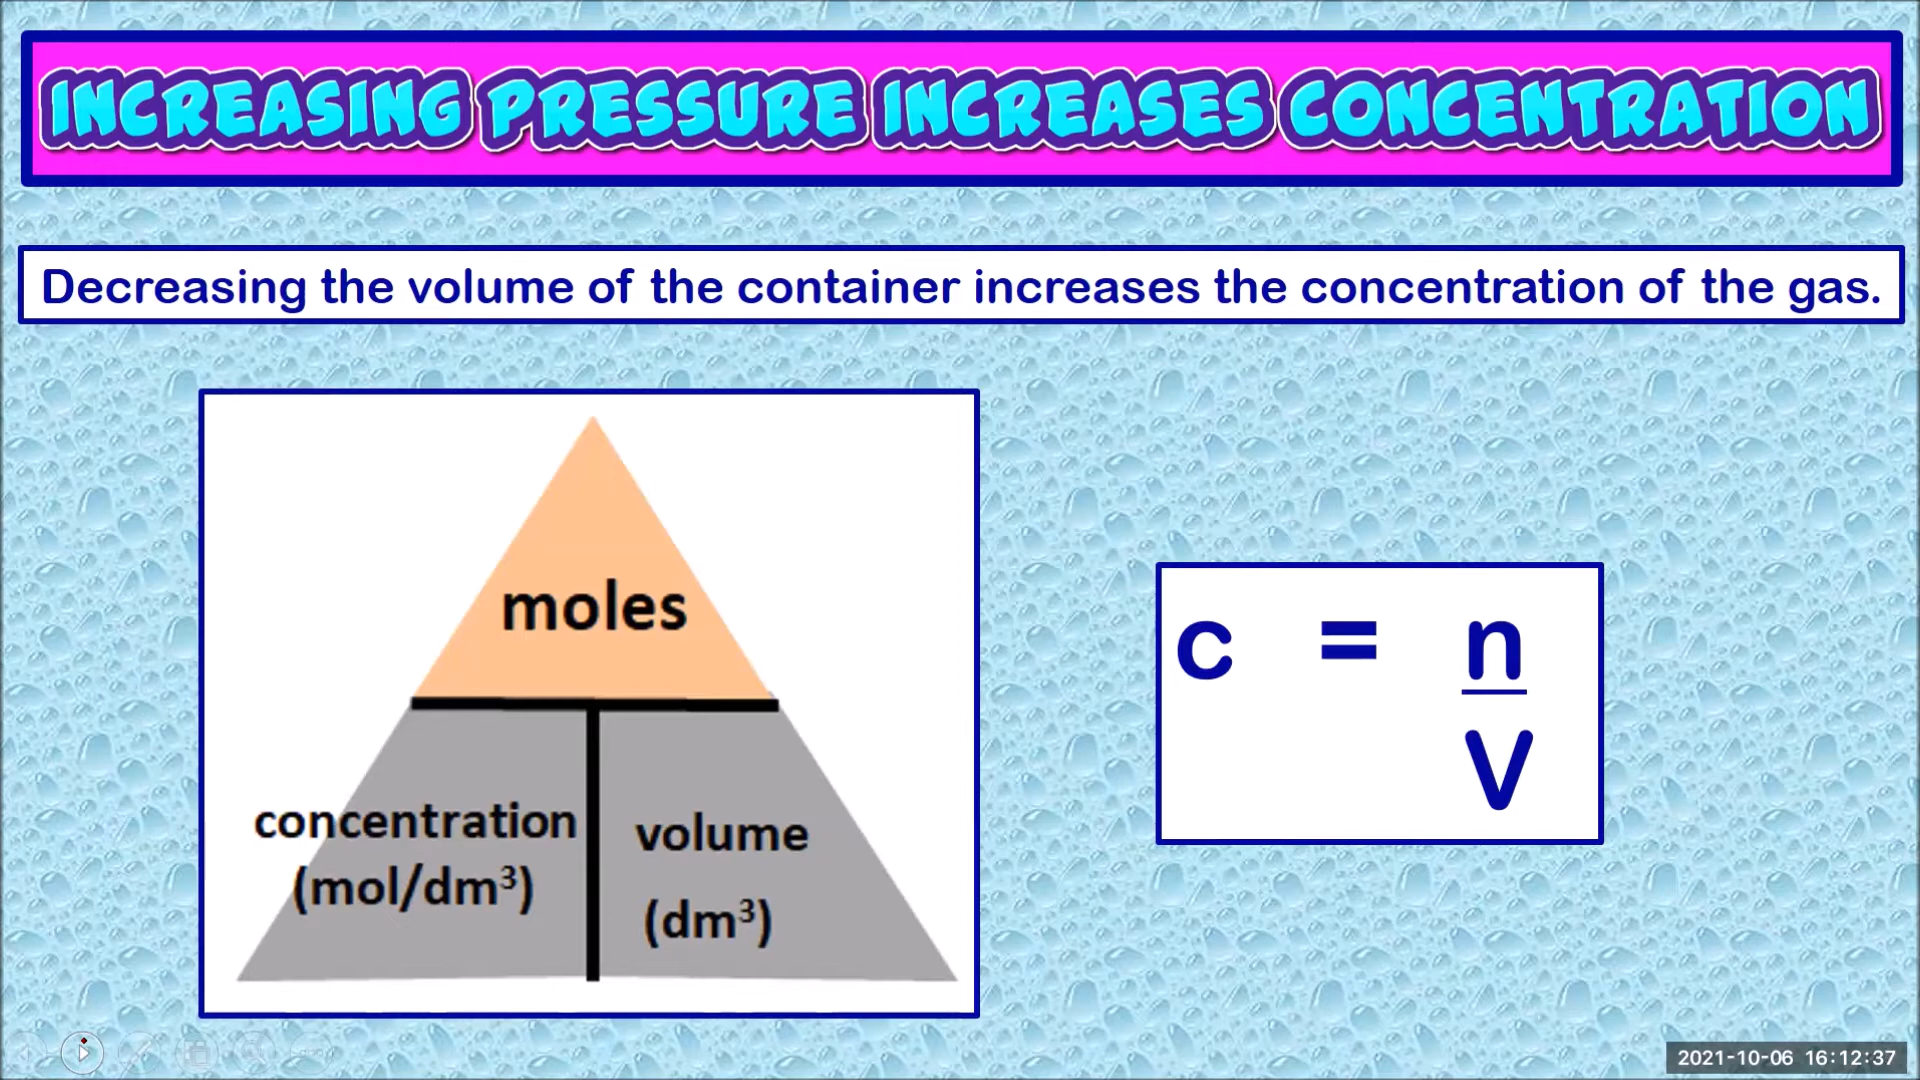 INCREASING PRESSURE INCREASES CONCENTRATION
Decreasing the volume of the container increases the concentration of the gas.
moles
concentration
(mol/dm³)
volume
(dm³)
c = n
V
2021-10-06 16:12:37